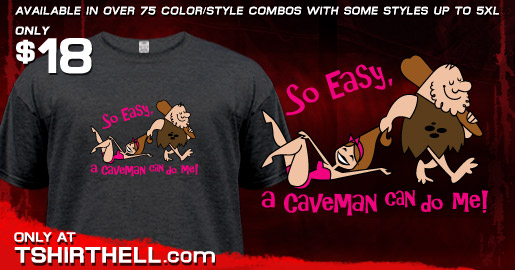 AVAILABLE IN OVER 75 COLOR/STYLE COMBOS WITH SOME STYLES UP TO 5XL
ONLY
$18
So Easy,
a CaveMaN CaN do Me!
So Easy,
a CaveMaN CaN do Me!
ONLY AT
TSHIRTHELL.com